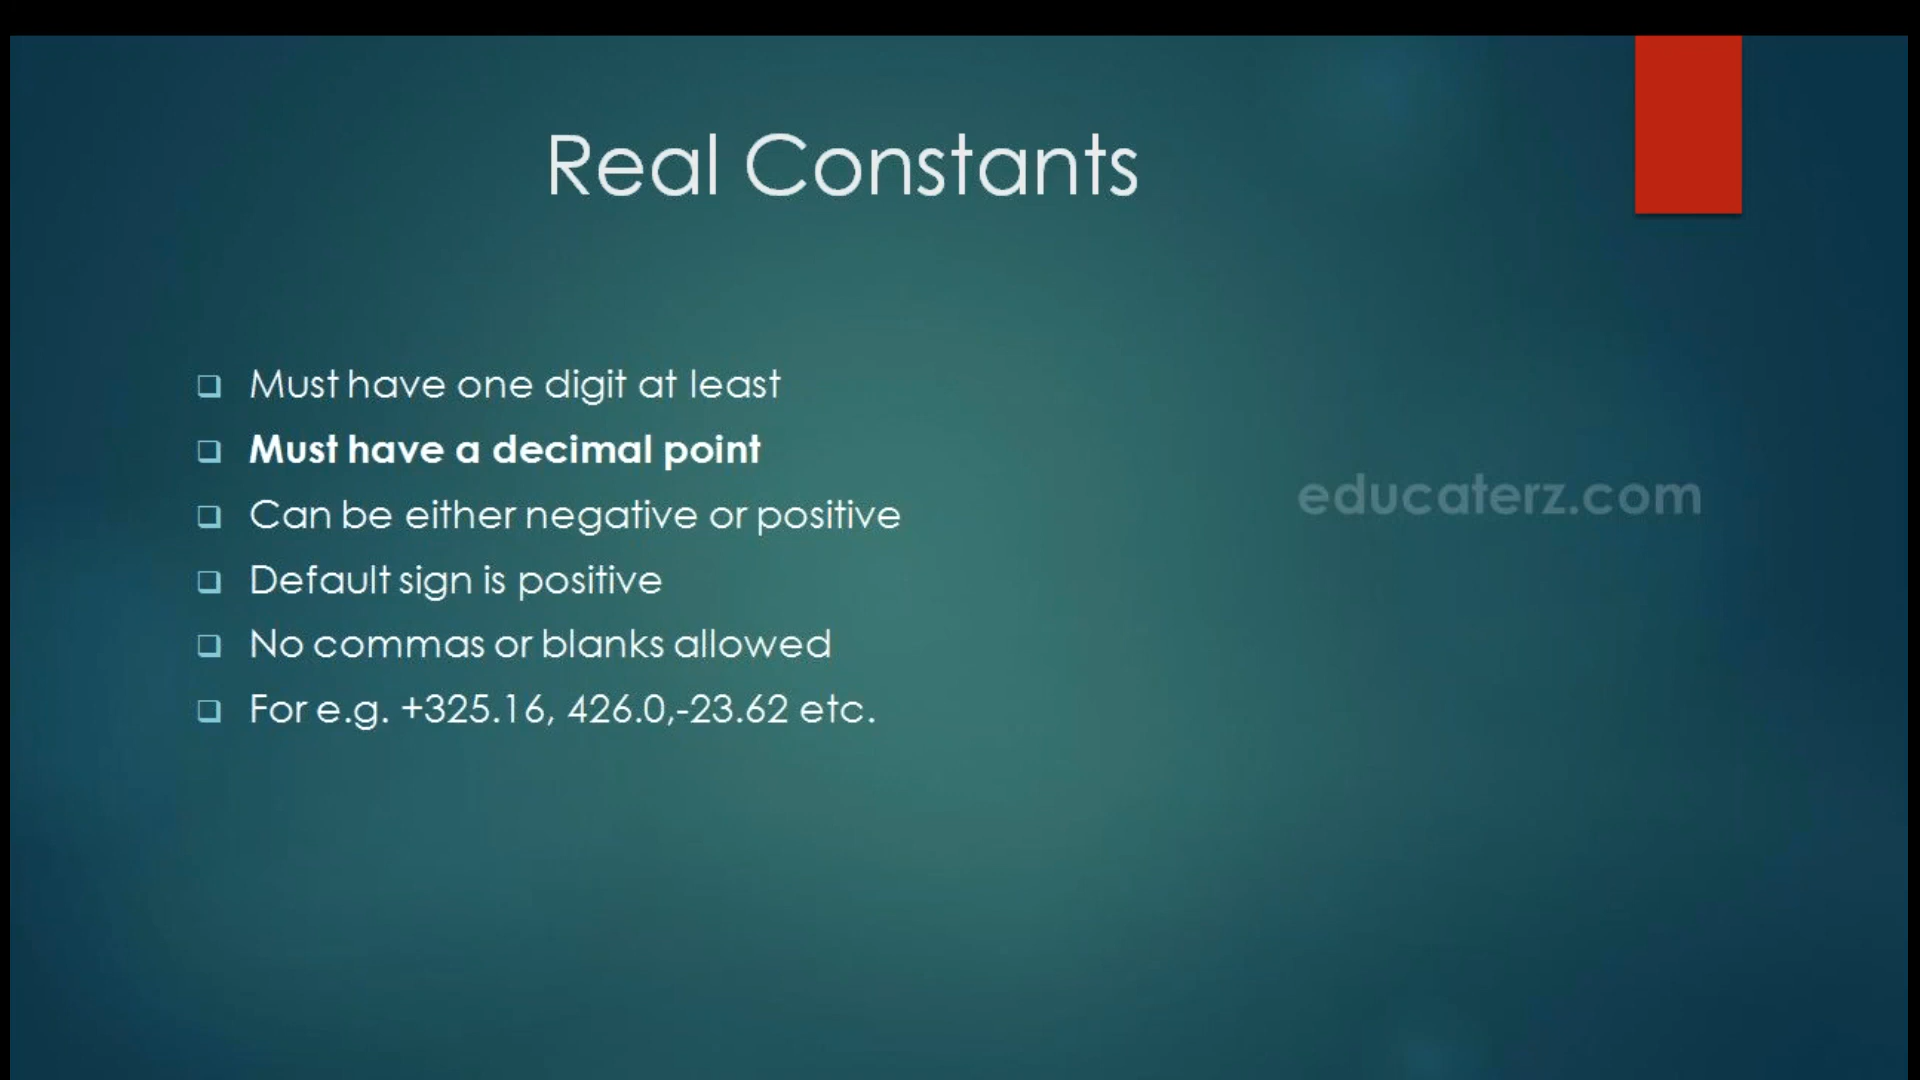 Real Constants
Must have one digit at least
Must have a decimal point
Can be either negative or positive
educaterz.com
Default sign is positive
No commas or blanks allowed
For e.g. +325.16, 426.0,-23.62 etc.